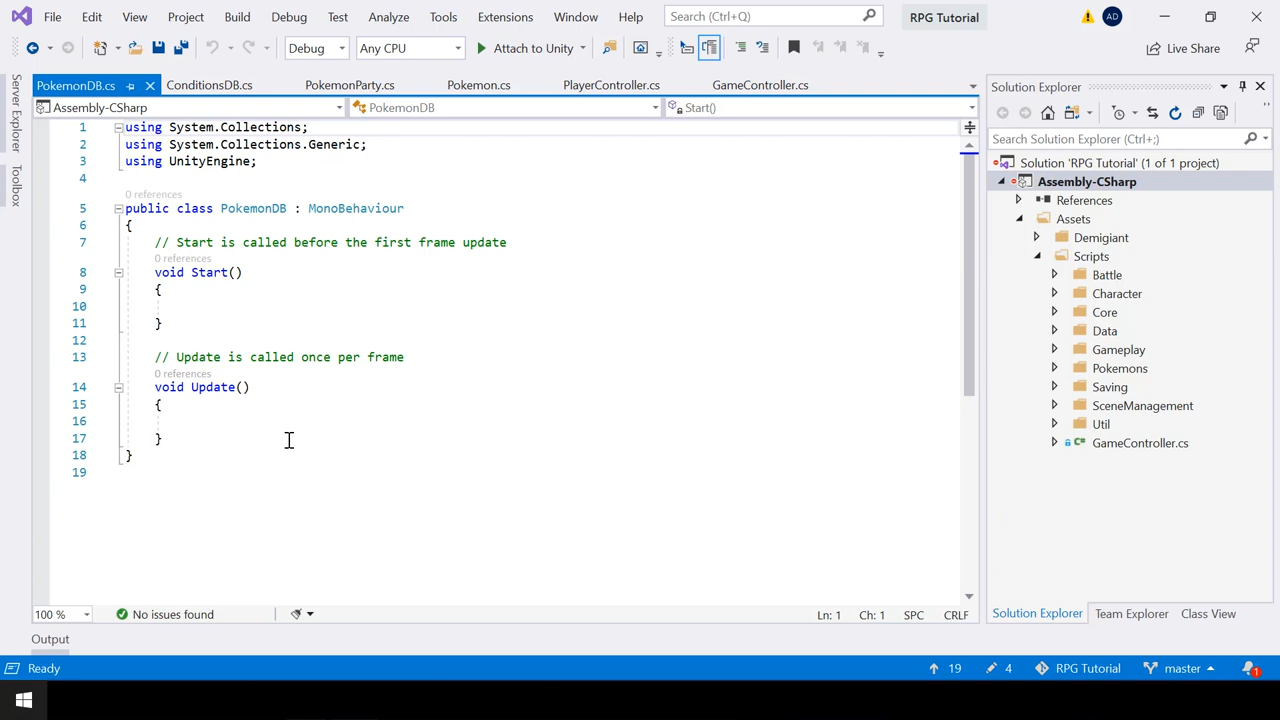 File Edit View Project Build Debug Test Analyze Tools Extensions Window Help Search (Ctrl+Q) RPG Tutorial AD
Debug Any CPU Attach to Unity Live Share
Server Explorer
Toolbox
PokemonDB.cs ConditionsDB.cs PokemonParty.cs Pokemon.cs PlayerController.cs GameController.cs
Assembly-CSharp PokemonDB Start()
1 using System.Collections;
2 using System.Collections.Generic;
3 using UnityEngine;
4
0 references
5 public class PokemonDB : MonoBehaviour
6 {
7 // Start is called before the first frame update
0 references
8 void Start()
9 {
10
11 }
12
13 // Update is called once per frame
0 references
14 void Update()
15 {
16
17 }
18 }
19
100 % No issues found Ln: 1 Ch: 1 SPC CRLF
Output
Solution Explorer
Search Solution Explorer (Ctrl+;)
Solution 'RPG Tutorial' (1 of 1 project)
Assembly-CSharp
References
Assets
Demigiant
Scripts
Battle
Character
Core
Data
Gameplay
Pokemons
Saving
SceneManagement
Util
GameController.cs
Solution Explorer Team Explorer Class View
Ready 19 4 RPG Tutorial master 1